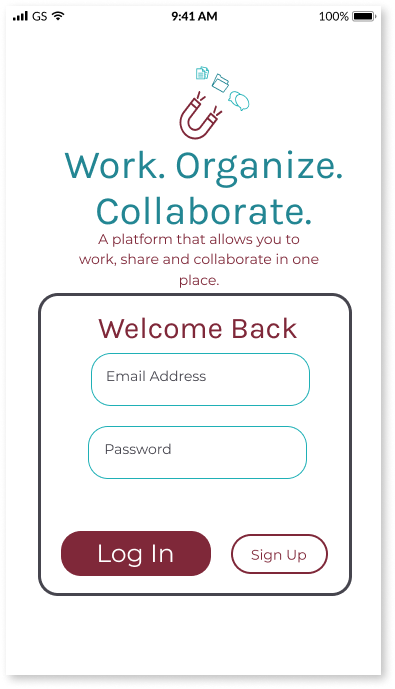 GS 9:41 AM 100%
Work. Organize.
Collaborate.
A platform that allows you to
work, share and collaborate in one
place.
Welcome Back
Email Address
Password
Log In Sign Up